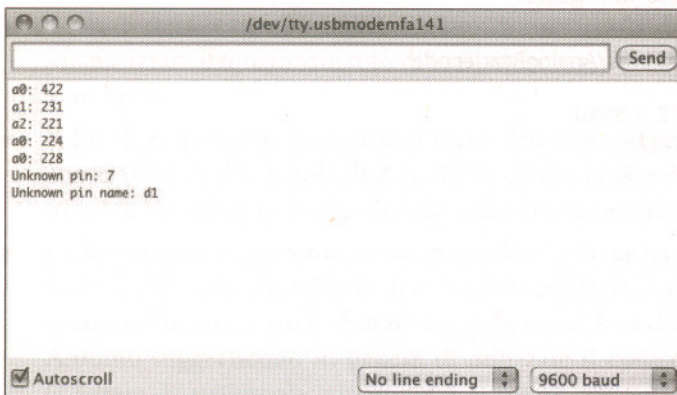 /dev/tty.usbmodemfa141
Send
a0: 422
a1: 231
a2: 221
a0: 224
a0: 228
Unknown pin: 7
Unknown pin name: d1
Autoscroll
No line ending
9600 baud